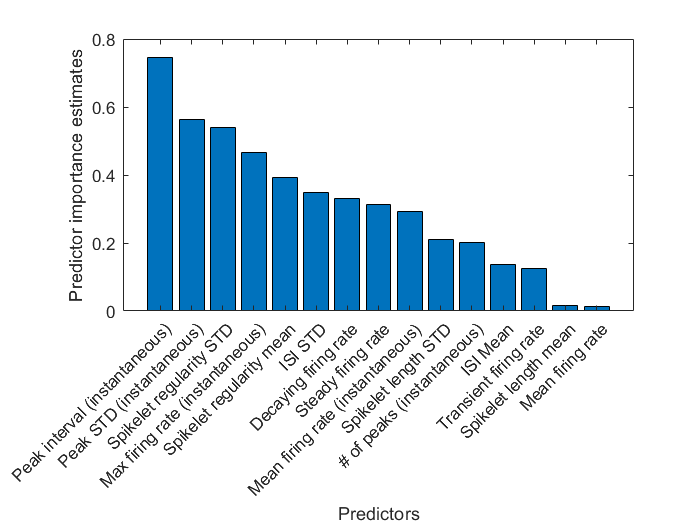 0.8
0.6
0.4
0.2
0
Predictor importance estimates
Peak interval (instantaneous)
Peak STD (instantaneous)
Spikelet regularity STD
Max firing rate (instantaneous)
Spikelet regularity mean
ISI STD
Decaying firing rate
Steady firing rate
Mean firing rate (instantaneous)
Spikelet length STD
# of peaks (instantaneous)
ISI Mean
Transient firing rate
Spikelet length mean
Mean firing rate
Predictors